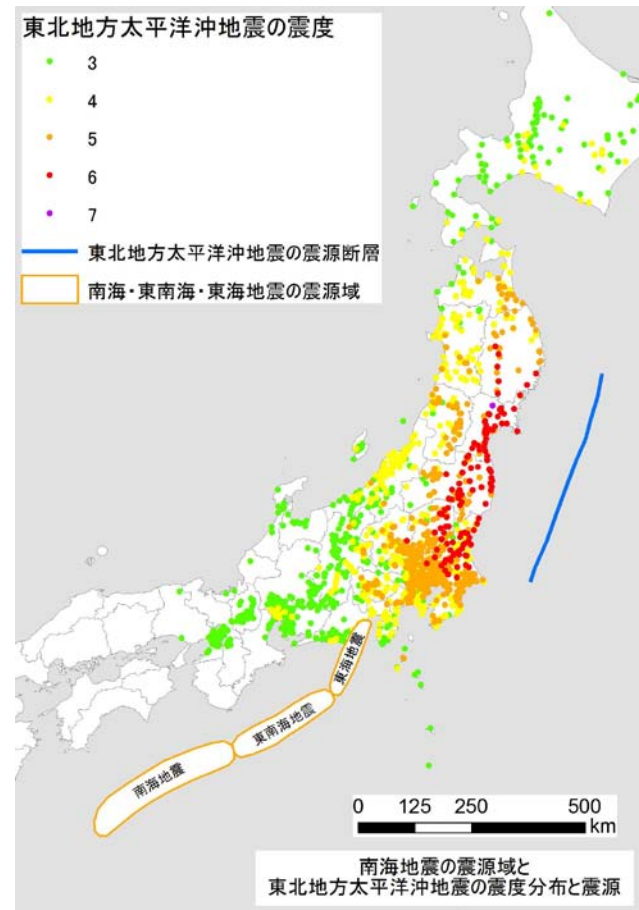 東北地方太平洋沖地震の震度
3
4
5
6
7
東北地方太平洋沖地震の震源断層
南海・東南海・東海地震の震源域
東海地震
東南海地震
南海地震
0 125 250 500
km
南海地震の震源域と
東北地方太平洋沖地震の震度分布と震源